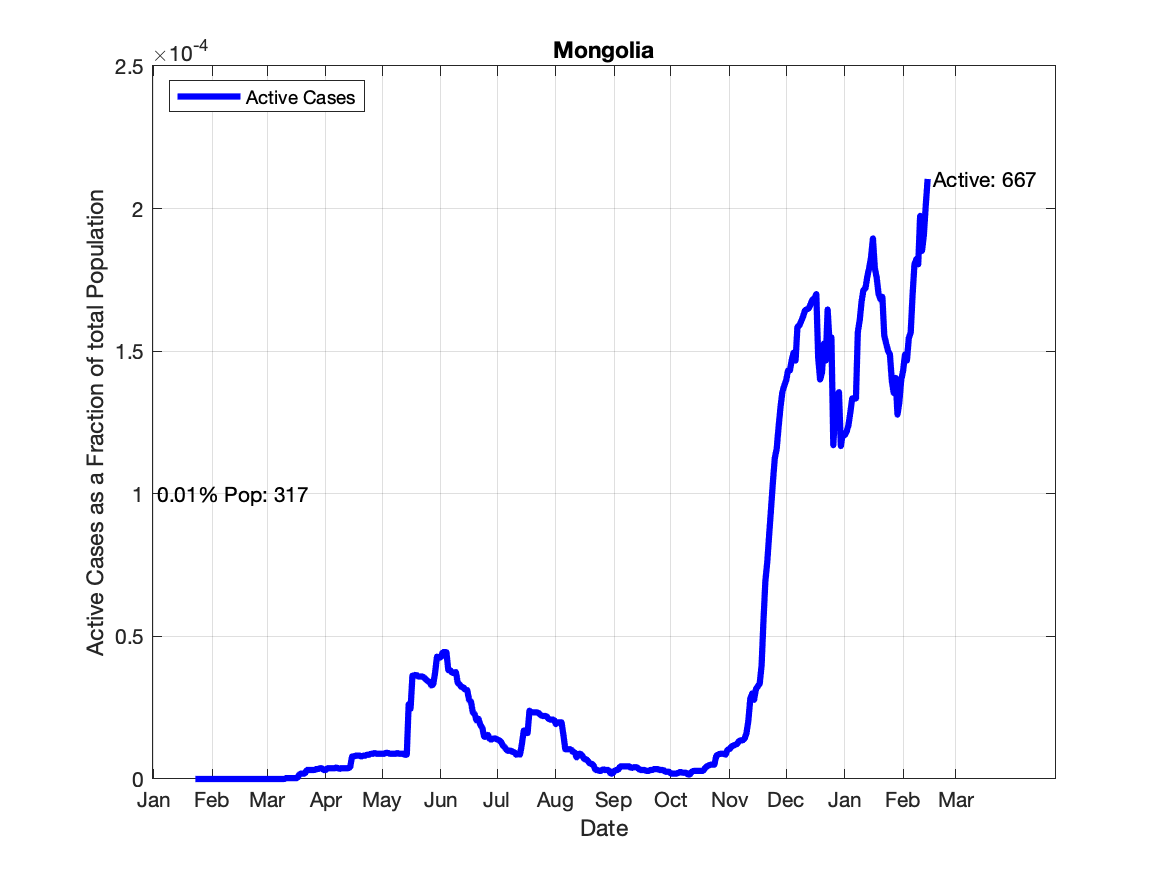 Mongolia
×10-4
2.5
2
1.5
1
0.5
0
Active Cases
Active: 667
0.01% Pop: 317
Active Cases as a Fraction of total Population
Jan Feb Mar Apr May Jun Jul Aug Sep Oct Nov Dec Jan Feb Mar
Date